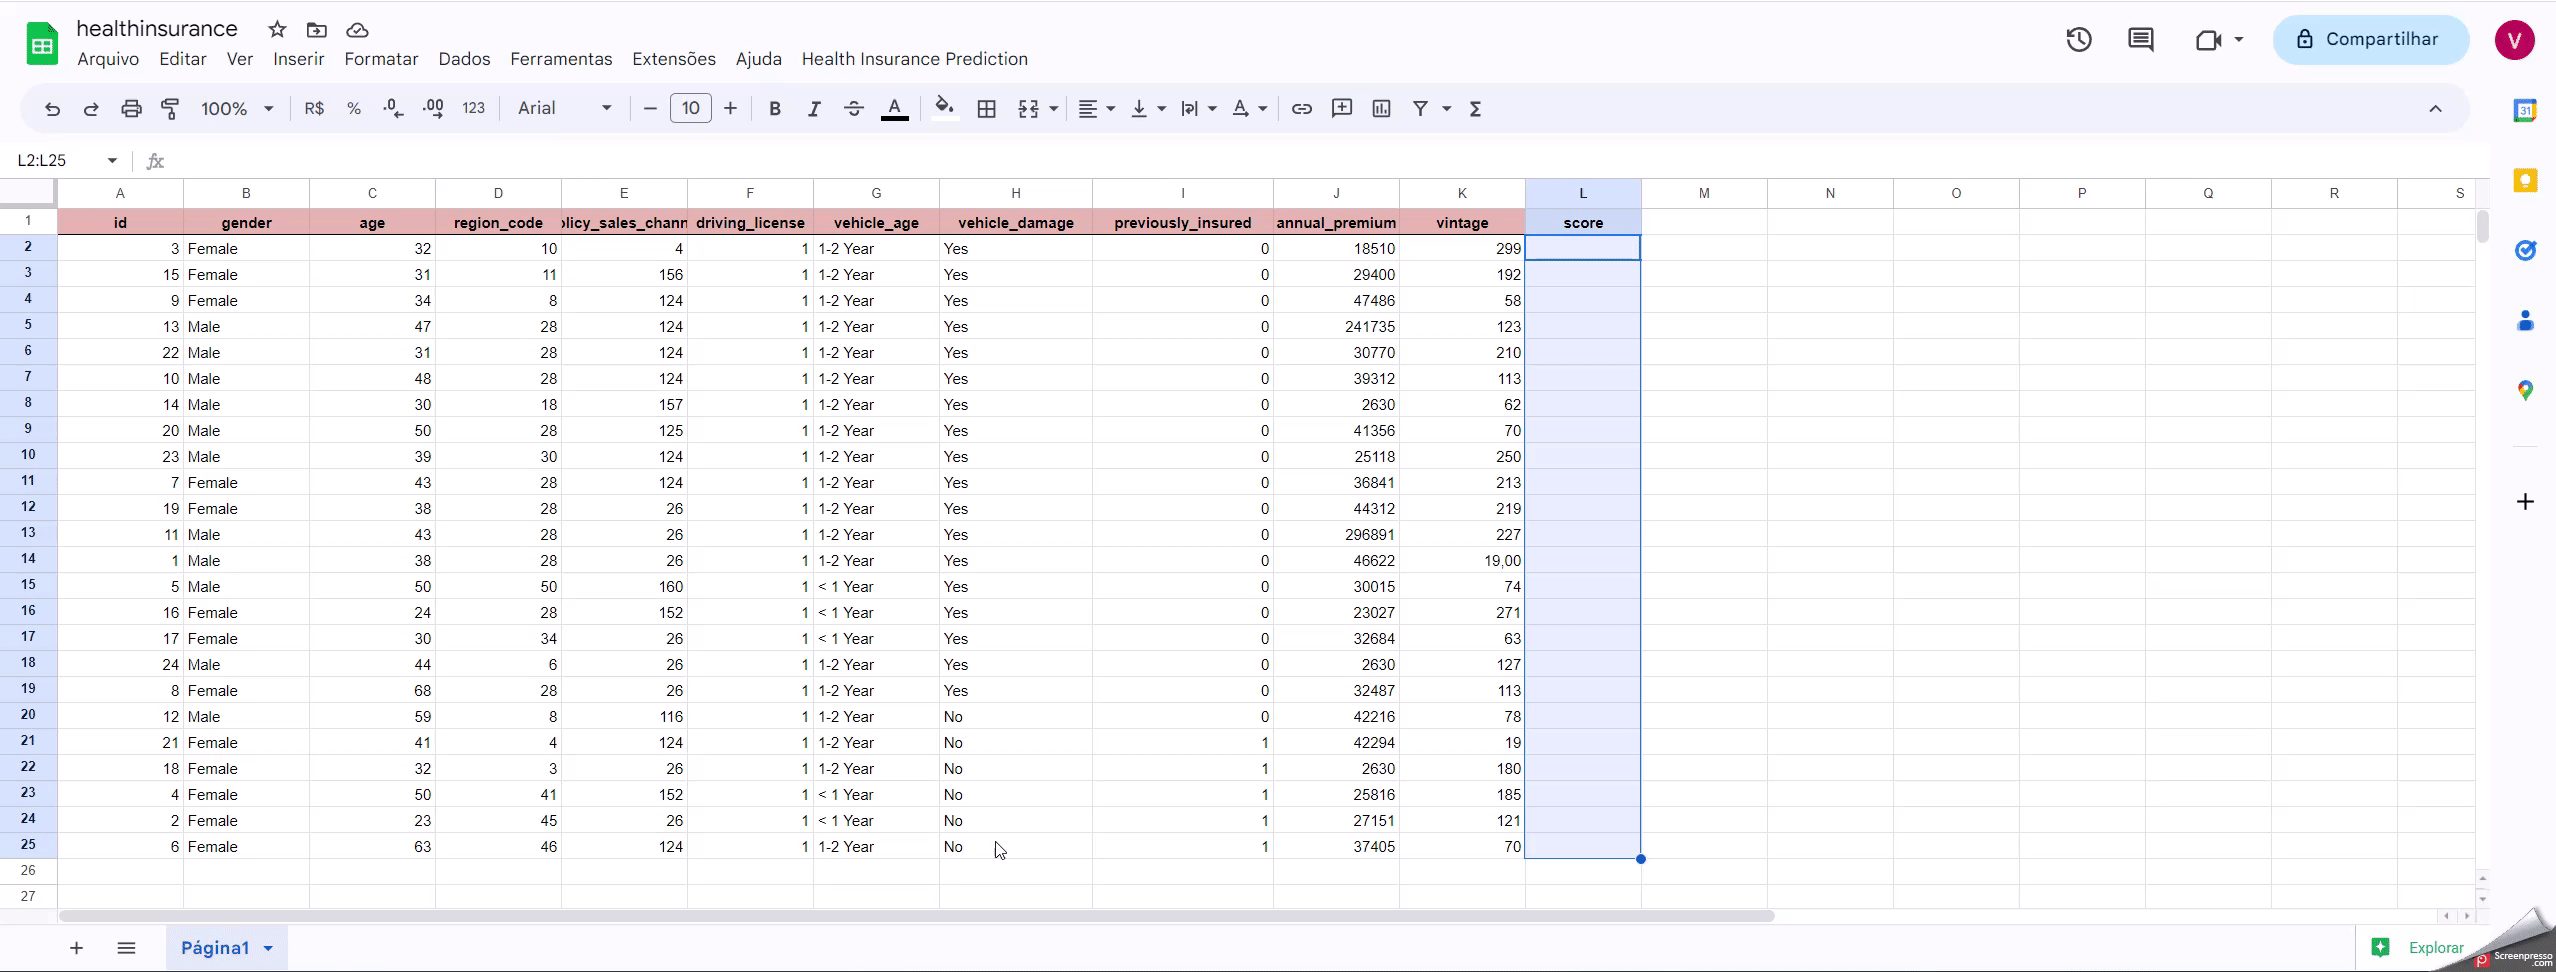 healthinsurance
Arquivo Editar Ver Inserir Formatar Dados Ferramentas Extensões Ajuda Health Insurance Prediction
Compartilhar
V
100% R$ % .0 .00 123 Arial 10 B I S A Σ
31
L2:L25 fx
A B C D E F G H I J K L M N O P Q R S
1 id gender age region_code olicy_sales_chann driving_license vehicle_age vehicle_damage previously_insured annual_premium vintage score
2 3 Female 32 10 4 1 1-2 Year Yes 0 18510 299
3 15 Female 31 11 156 1 1-2 Year Yes 0 29400 192
4 9 Female 34 8 124 1 1-2 Year Yes 0 47486 58
5 13 Male 47 28 124 1 1-2 Year Yes 0 241735 123
6 22 Male 31 28 124 1 1-2 Year Yes 0 30770 210
7 10 Male 48 28 124 1 1-2 Year Yes 0 39312 113
8 14 Male 30 18 157 1 1-2 Year Yes 0 2630 62
9 20 Male 50 28 125 1 1-2 Year Yes 0 41356 70
10 23 Male 39 30 124 1 1-2 Year Yes 0 25118 250
11 7 Female 43 28 124 1 1-2 Year Yes 0 36841 213
12 19 Female 38 28 26 1 1-2 Year Yes 0 44312 219
13 11 Male 43 28 26 1 1-2 Year Yes 0 296891 227
14 1 Male 38 28 26 1 1-2 Year Yes 0 46622 19,00
15 5 Male 50 50 160 1 < 1 Year Yes 0 30015 74
16 16 Female 24 28 152 1 < 1 Year Yes 0 23027 271
17 17 Female 30 34 26 1 < 1 Year Yes 0 32684 63
18 24 Male 44 6 26 1 1-2 Year Yes 0 2630 127
19 8 Female 68 28 26 1 1-2 Year Yes 0 32487 113
20 12 Male 59 8 116 1 1-2 Year No 0 42216 78
21 21 Female 41 4 124 1 1-2 Year No 1 42294 19
22 18 Female 32 3 26 1 1-2 Year No 1 2630 180
23 4 Female 50 41 152 1 < 1 Year No 1 25816 185
24 2 Female 23 45 26 1 < 1 Year No 1 27151 121
25 6 Female 63 46 124 1 1-2 Year No 1 37405 70
26
27
Página1
Explorar
Screenpresso
.com